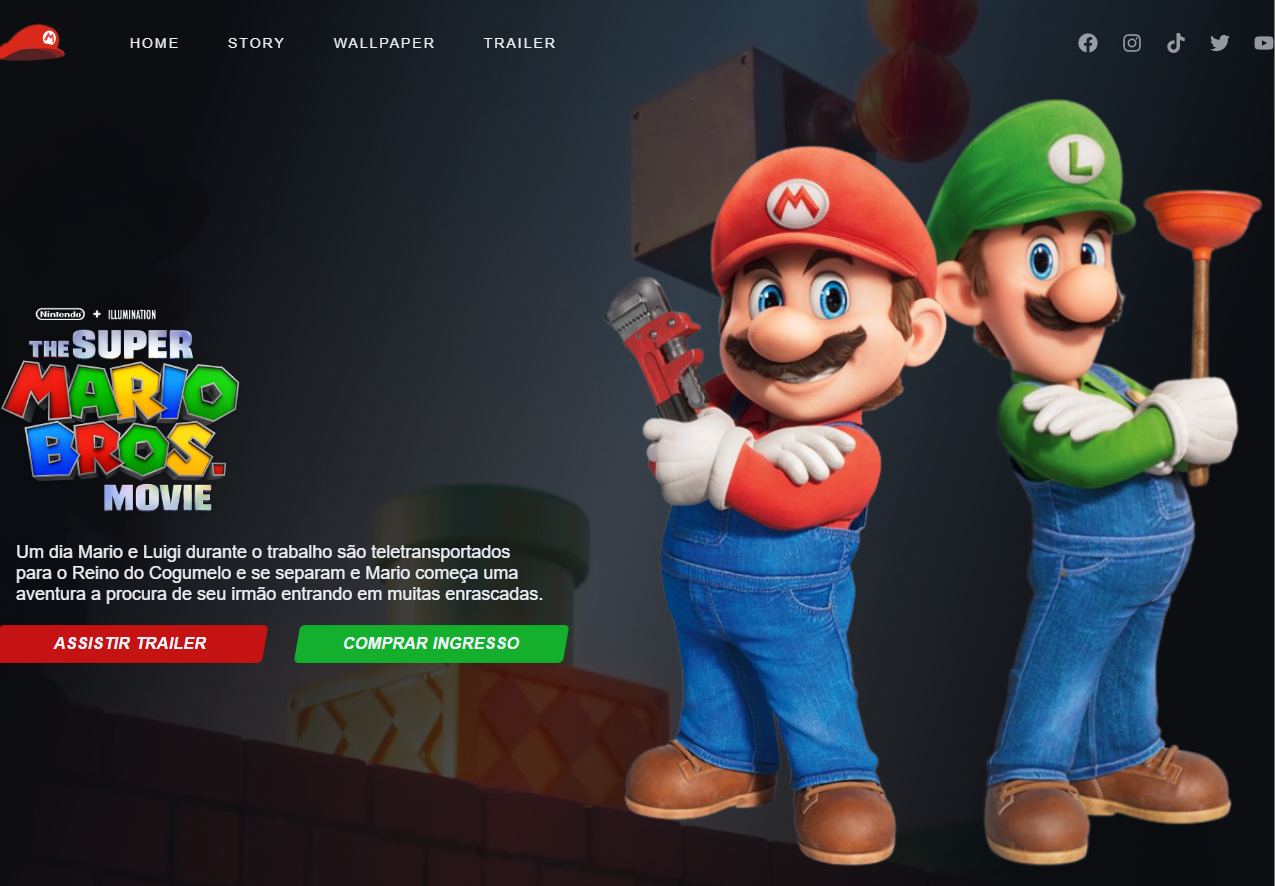 M
HOME
STORY
WALLPAPER
TRAILER
L
M
Nintendo + ILLUMINATION
THE SUPER
MARIO
BROS.
MOVIE
Um dia Mario e Luigi durante o trabalho são teletransportados
para o Reino do Cogumelo e se separam e Mario começa uma
aventura a procura de seu irmão entrando em muitas enrascadas.
ASSISTIR TRAILER
COMPRAR INGRESSO